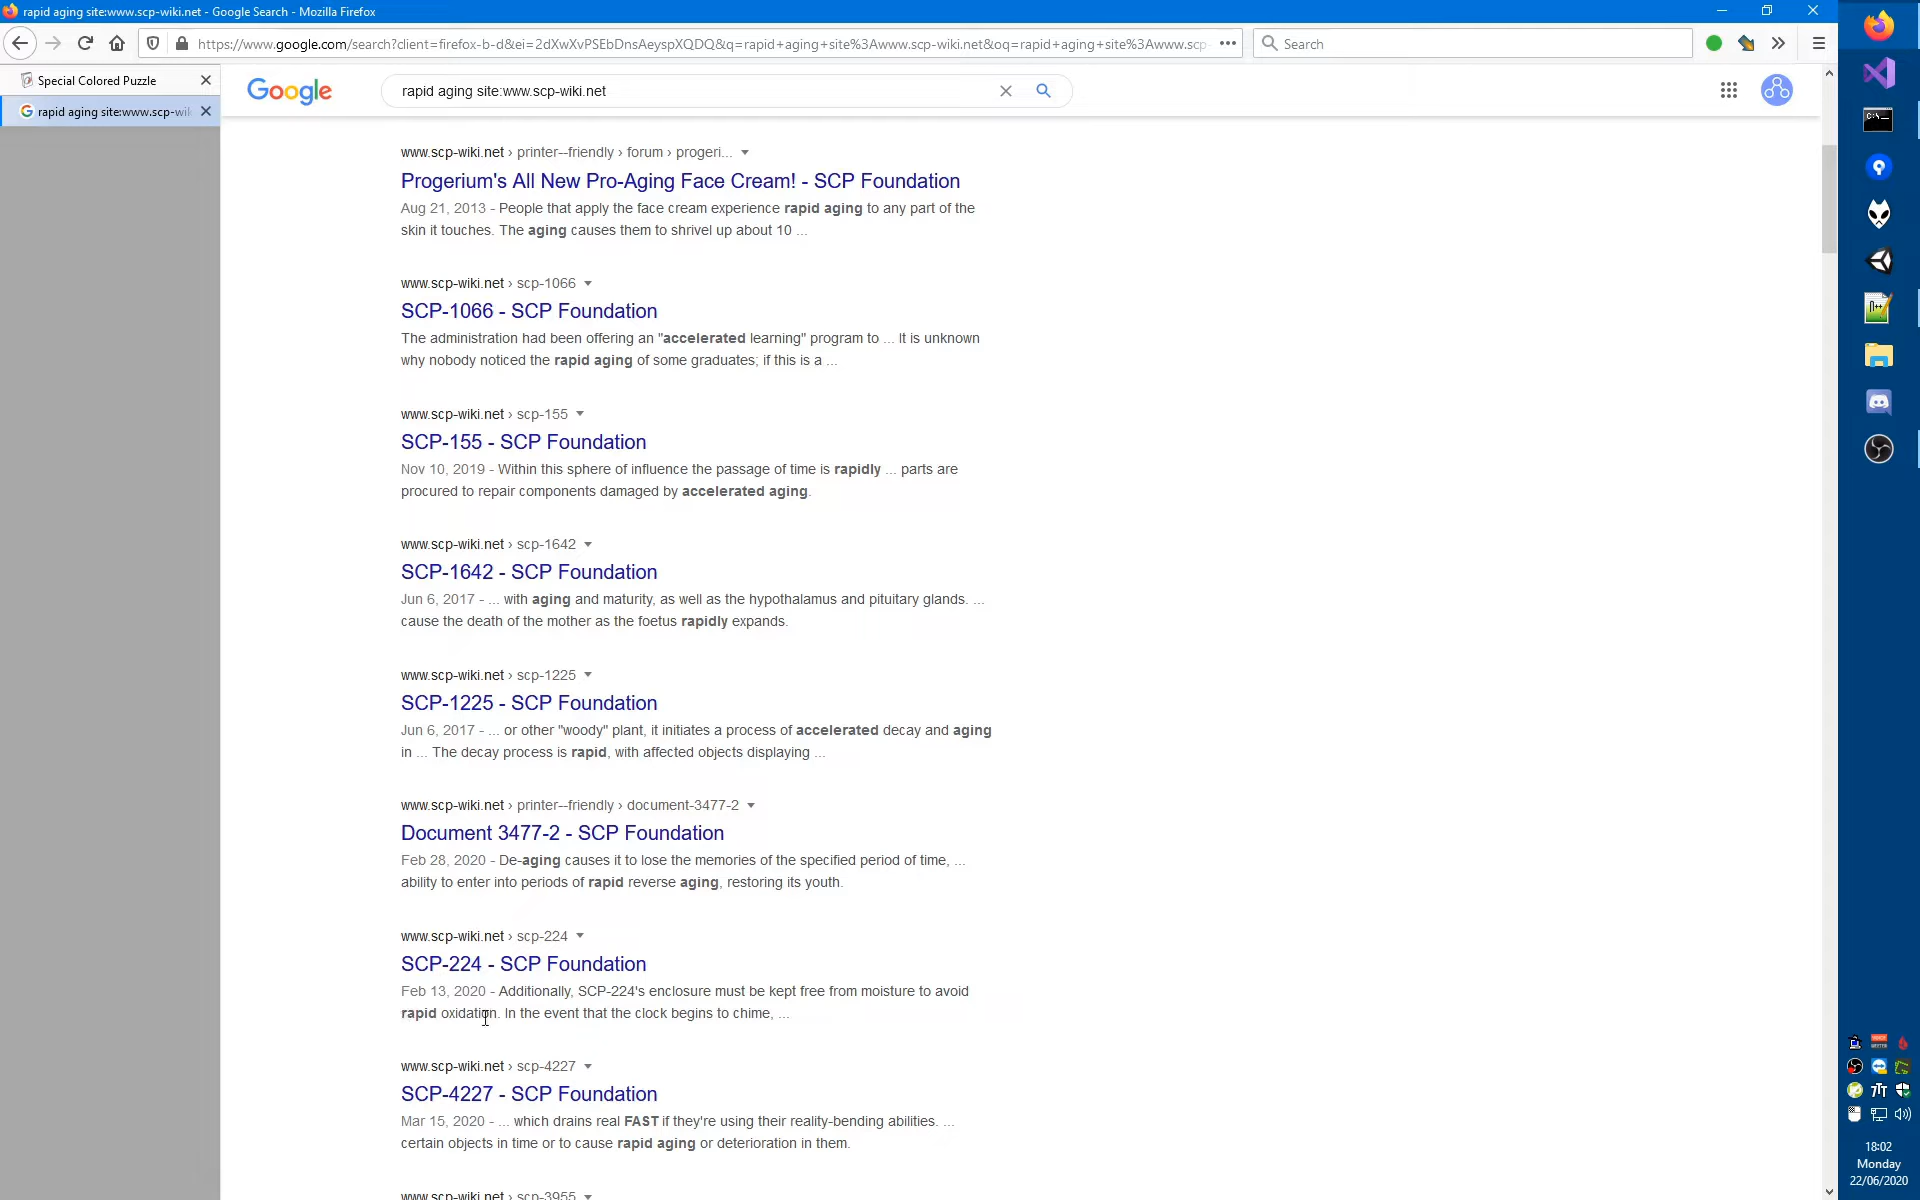 rapid aging site:www.scp-wiki.net - Google Search - Mozilla Firefox
https://www.google.com/search?client=firefox-b-d&ei=2dXwXvPSEbDnsAeyspXQDQ&q=rapid+aging+site%3Awww.scp-wiki.net&oq=rapid+aging+site%3Awww.scp-
Search
Special Colored Puzzle
rapid aging site:www.scp-wik
Google
rapid aging site:www.scp-wiki.net
www.scp-wiki.net › printer--friendly › forum › progeri...
Progerium's All New Pro-Aging Face Cream! - SCP Foundation
Aug 21, 2013 - People that apply the face cream experience rapid aging to any part of the
skin it touches. The aging causes them to shrivel up about 10 ...
www.scp-wiki.net › scp-1066
SCP-1066 - SCP Foundation
The administration had been offering an "accelerated learning" program to ... It is unknown
why nobody noticed the rapid aging of some graduates; if this is a ...
www.scp-wiki.net › scp-155
SCP-155 - SCP Foundation
Nov 10, 2019 - Within this sphere of influence the passage of time is rapidly ... parts are
procured to repair components damaged by accelerated aging.
www.scp-wiki.net › scp-1642
SCP-1642 - SCP Foundation
Jun 6, 2017 - ... with aging and maturity, as well as the hypothalamus and pituitary glands. ...
cause the death of the mother as the foetus rapidly expands.
www.scp-wiki.net › scp-1225
SCP-1225 - SCP Foundation
Jun 6, 2017 - ... or other "woody" plant, it initiates a process of accelerated decay and aging
in ... The decay process is rapid, with affected objects displaying ...
www.scp-wiki.net › printer--friendly › document-3477-2
Document 3477-2 - SCP Foundation
Feb 28, 2020 - De-aging causes it to lose the memories of the specified period of time, ...
ability to enter into periods of rapid reverse aging, restoring its youth.
www.scp-wiki.net › scp-224
SCP-224 - SCP Foundation
Feb 13, 2020 - Additionally, SCP-224's enclosure must be kept free from moisture to avoid
rapid oxidation. In the event that the clock begins to chime, ...
www.scp-wiki.net › scp-4227
SCP-4227 - SCP Foundation
Mar 15, 2020 - ... which drains real FAST if they're using their reality-bending abilities. ...
certain objects in time or to cause rapid aging or deterioration in them.
www.scp-wiki.net › scp-3955
18:02
Monday
22/06/2020